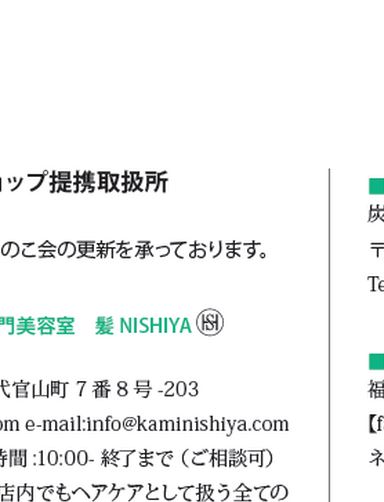 ョップ提携取扱所
のこ会の更新を承っております。
門美容室　髪 NISHIYA
代官山町 7 番 8 号 -203
om e-mail:info@kaminishiya.com
時間 :10:00- 終了まで（ご相談可）
店内でもヘアケアとして扱う全ての
■
炭
〒
Te
■
福
【f
ネ